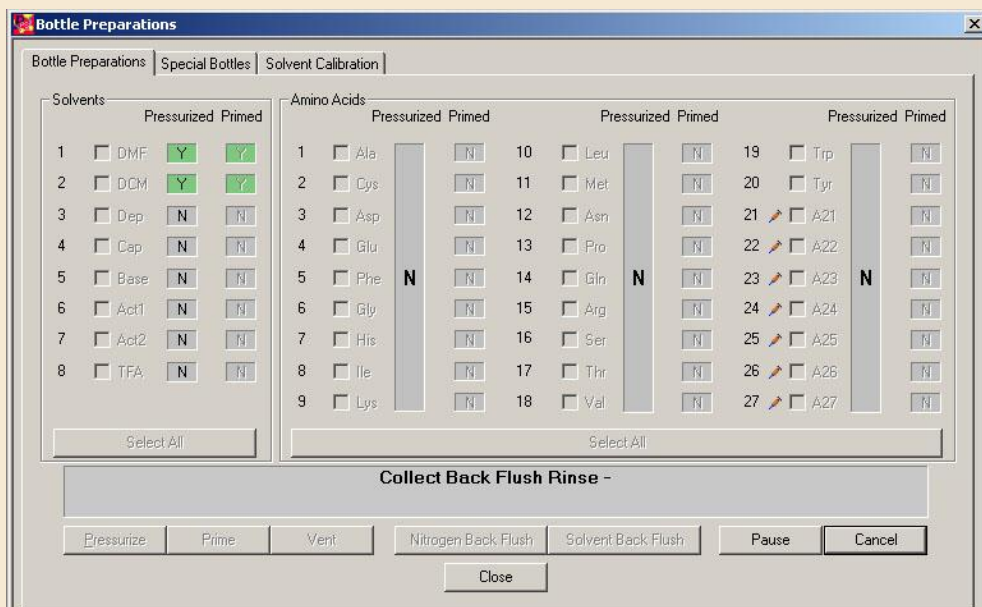 Bottle Preparations
Bottle Preparations Special Bottles Solvent Calibration
Solvents Amino Acids
Pressurized Primed Pressurized Primed Pressurized Primed Pressurized Primed
1 DMF Y Y 1 Ala N 10 Leu N 19 Trp N
2 DCM Y Y 2 Cys N 11 Met N 20 Tyr N
3 Dep N N 3 Asp N 12 Asn N 21 A21 N
4 Cap N N 4 Glu N 13 Pro N 22 A22 N
5 Base N N 5 Phe N N 14 Gln N N 23 A23 N N
6 Act1 N N 6 Gly N 15 Arg N 24 A24 N
7 Act2 N N 7 His N 16 Ser N 25 A25 N
8 TFA N N 8 Ile N 17 Thr N 26 A26 N
9 Lys N 18 Val N 27 A27 N
Select All Select All
Collect Back Flush Rinse -
Pressurize Prime Vent Nitrogen Back Flush Solvent Back Flush Pause Cancel
Close